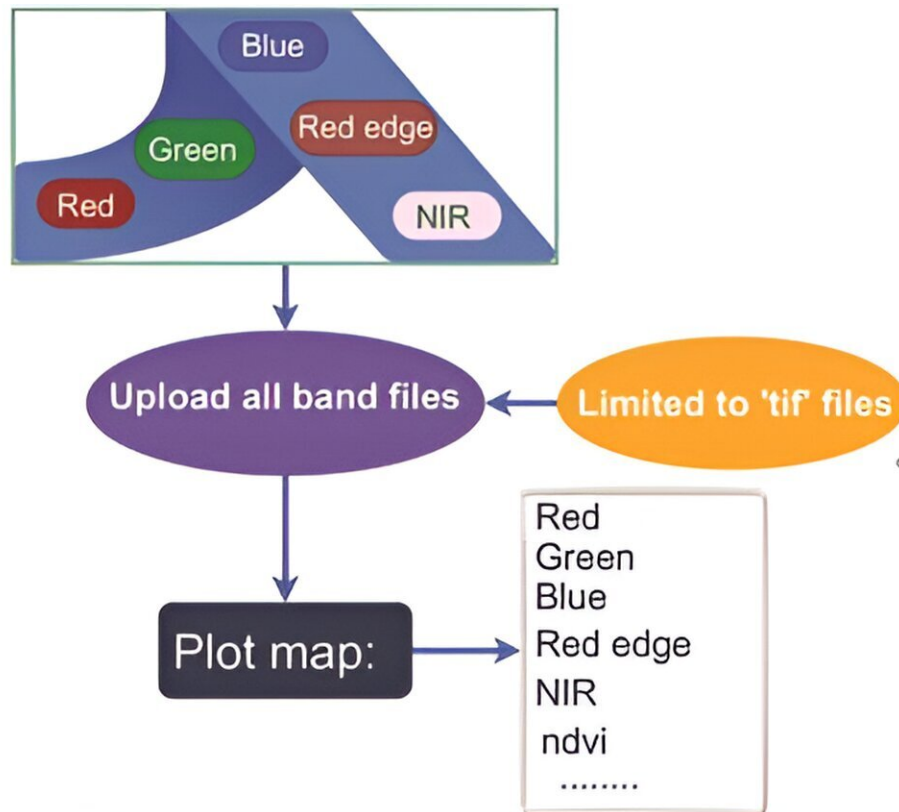 Blue
Red edge
Green
Red
NIR
Upload all band files
Limited to 'tif' files
Plot map:
Red
Green
Blue
Red edge
NIR
ndvi
........